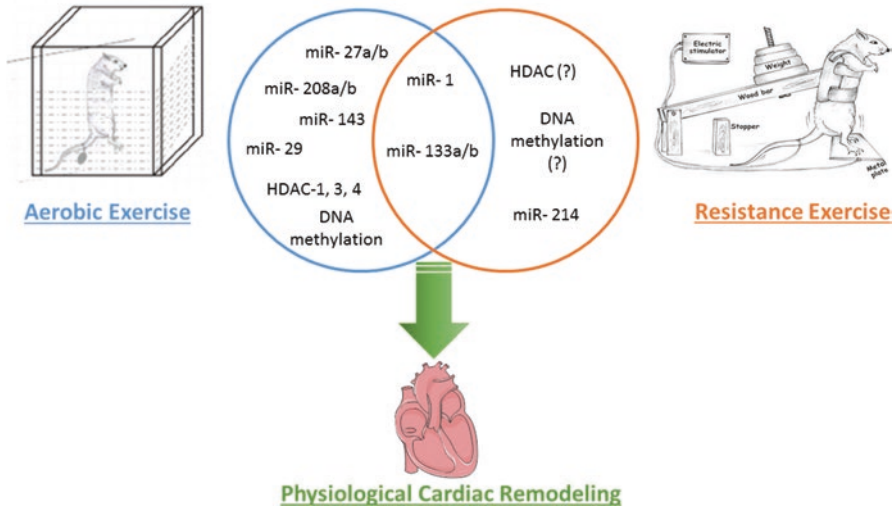 miR- 27a/b
miR- 208a/b
miR- 143
miR- 29
HDAC-1, 3, 4
DNA
methylation
miR- 1
miR- 133a/b
HDAC (?)
DNA
methylation
(?)
miR- 214
Aerobic Exercise
Electric
stimulator
Weight
Wood bar
Stopper
Metal
plate
Resistance Exercise
Physiological Cardiac Remodeling